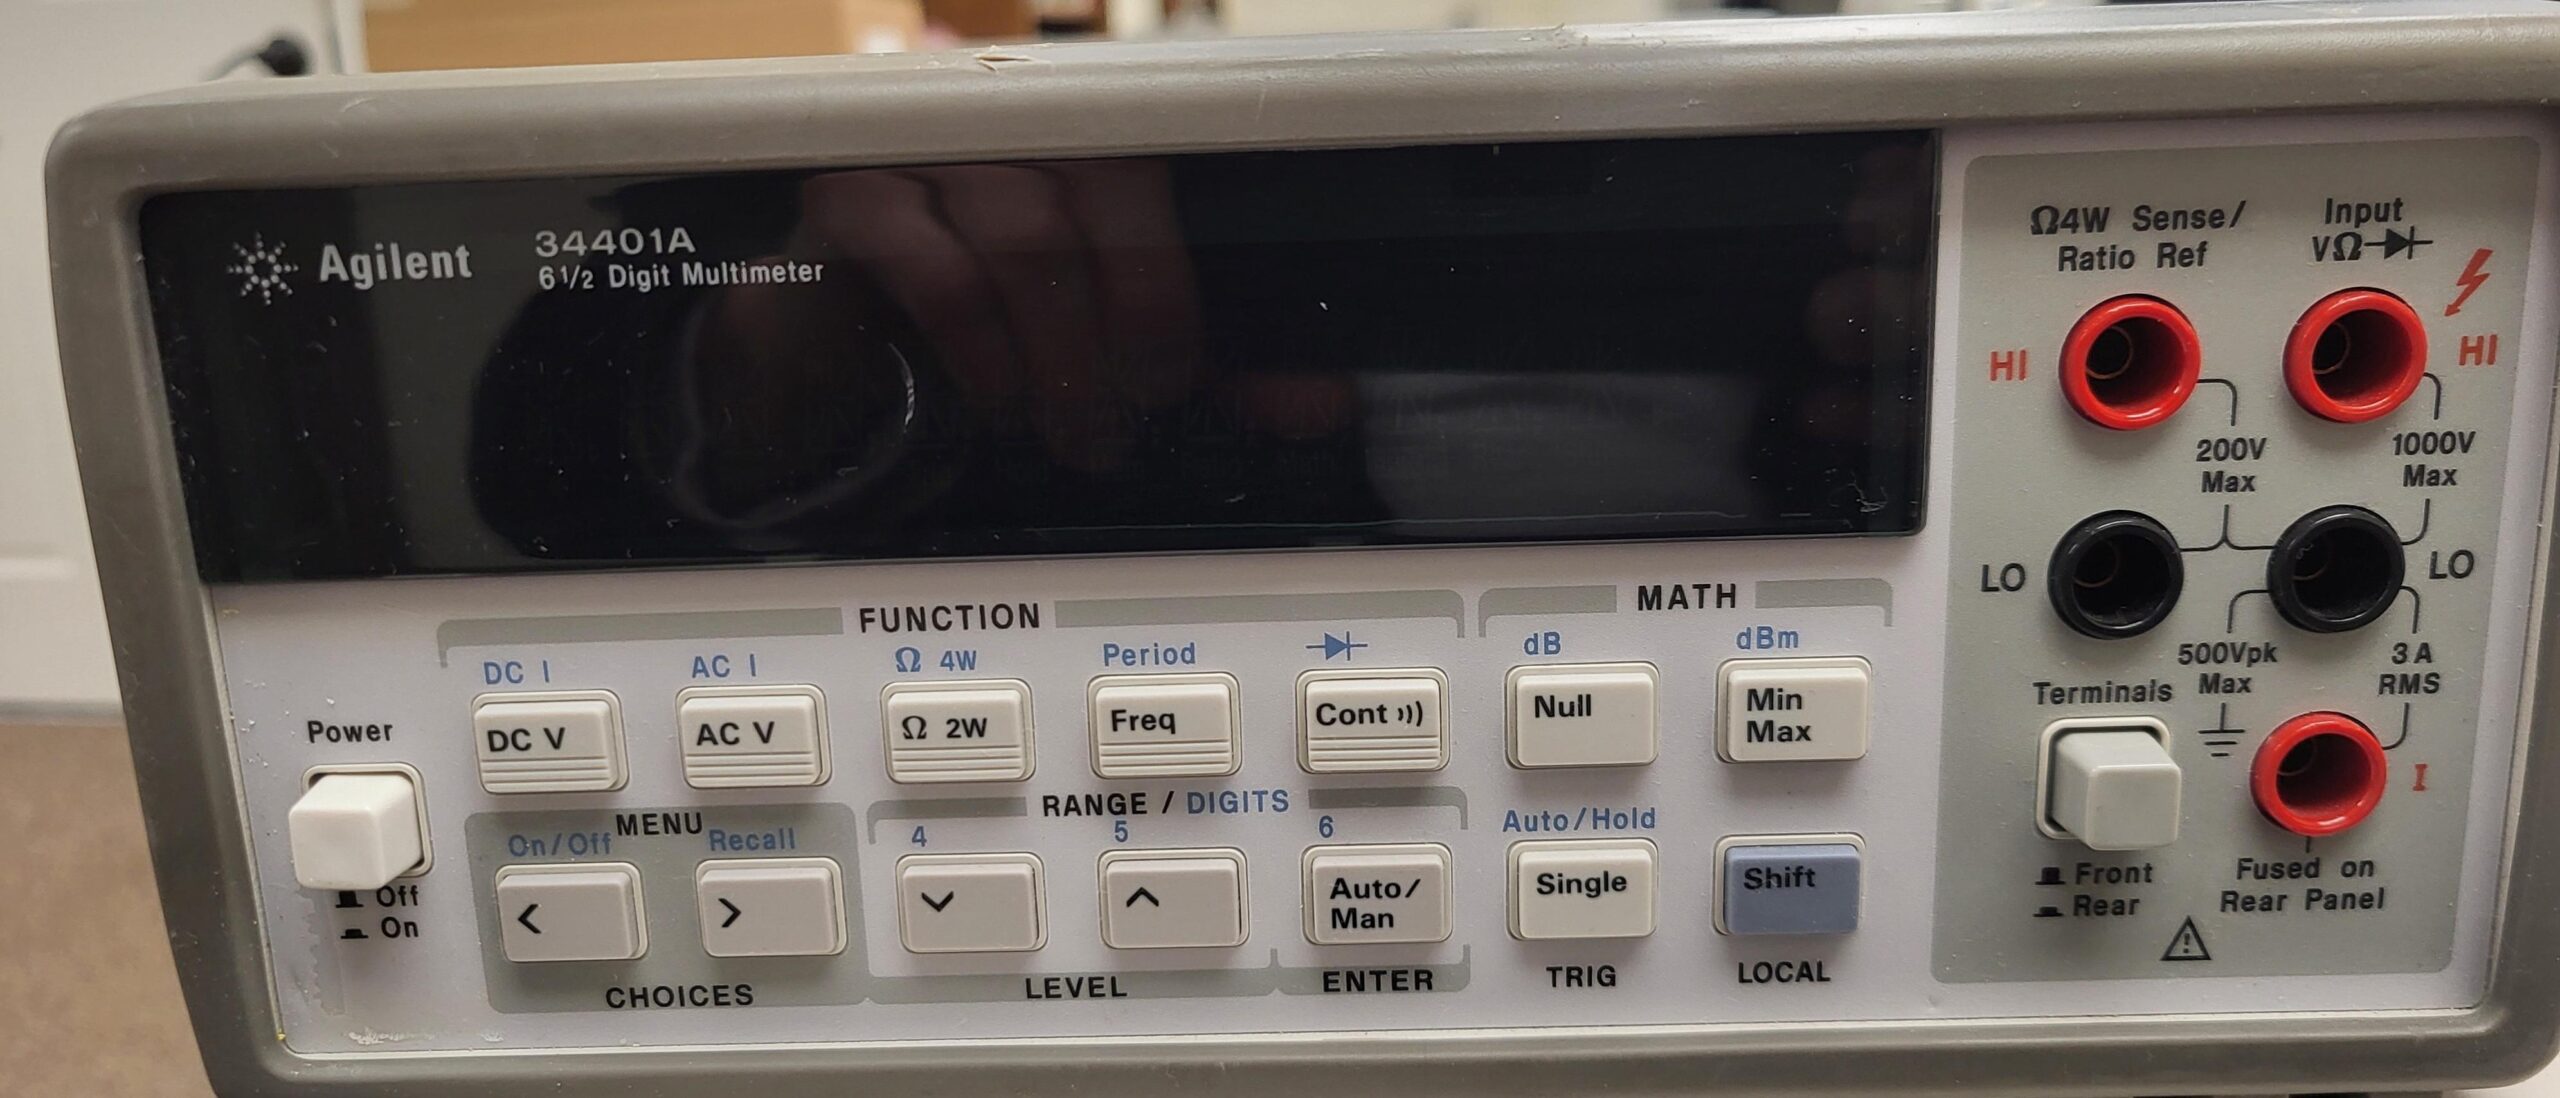 Agilent
34401A
6½ Digit Multimeter
Power
Off
On
FUNCTION
DC I
AC I
Ω 4W
Period
DC V
AC V
Ω 2W
Freq
Cont
MATH
dB
dBm
Null
Min
Max
MENU
On/Off
Recall
<
>
CHOICES
RANGE / DIGITS
4
5
6
Auto/
Man
LEVEL
ENTER
Auto/Hold
Single
Shift
TRIG
LOCAL
Ω4W Sense/
Ratio Ref
Input
VΩ
HI
HI
200V
Max
1000V
Max
LO
LO
500Vpk
Max
3A
RMS
Terminals
I
Front
Rear
Fused on
Rear Panel